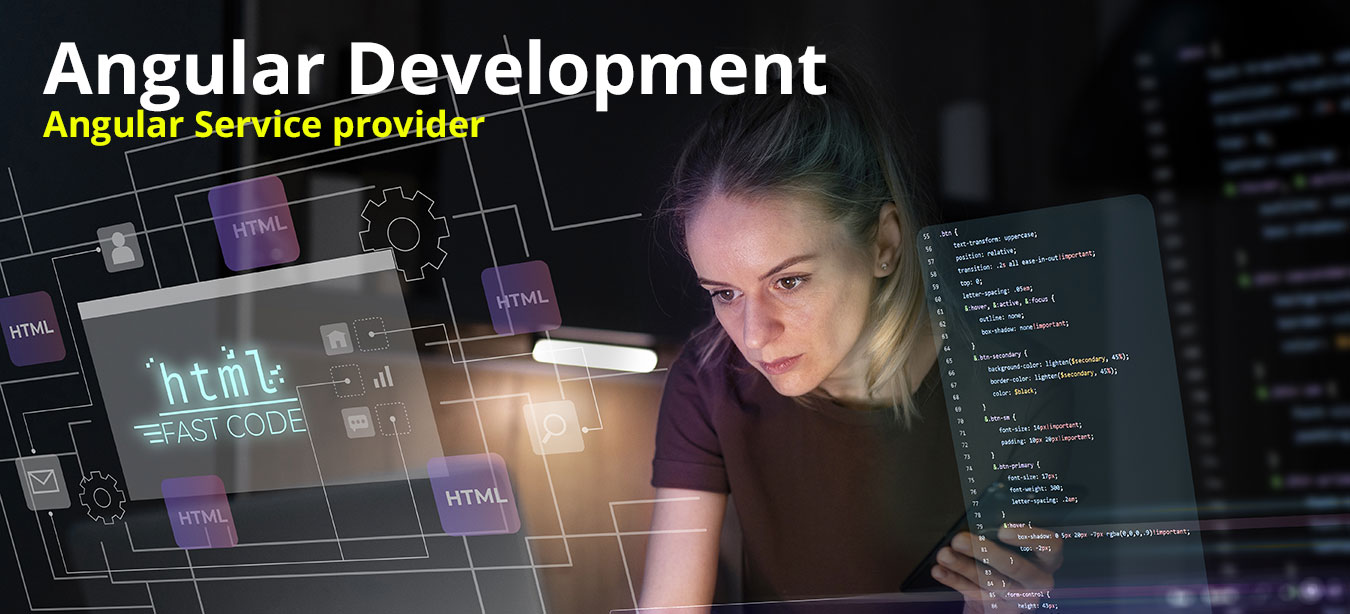 Angular Development
Angular Service provider
HTML
HTML
HTML
html
FAST CODE
HTML
HTML
55 .btn {
56 text-transform: uppercase;
57 position: relative;
58 transition: .2s all ease-in-out!important;
59 top: 0;
60 letter-spacing: .05em;
61 &:hover, &:active, &:focus {
62 outline: none;
63 box-shadow: none!important;
64 }
65 &.btn-secondary {
66 background-color: lighten($secondary, 45%);
67 border-color: lighten($secondary, 45%);
68 color: $black;
69 }
70 &.btn-sm {
71 font-size: 14px!important;
72 padding: 10px 20px!important;
73 }
74 &.btn-primary {
75 font-size: 17px;
76 font-weight: 300;
77 letter-spacing: .2em;
78 }
79 &:hover {
80 box-shadow: 0 5px 20px -7px rgba(0,0,0,.9)!important;
81 top: -2px;
82 }
83
84 }
85 .form-control {
86 height: 43px;